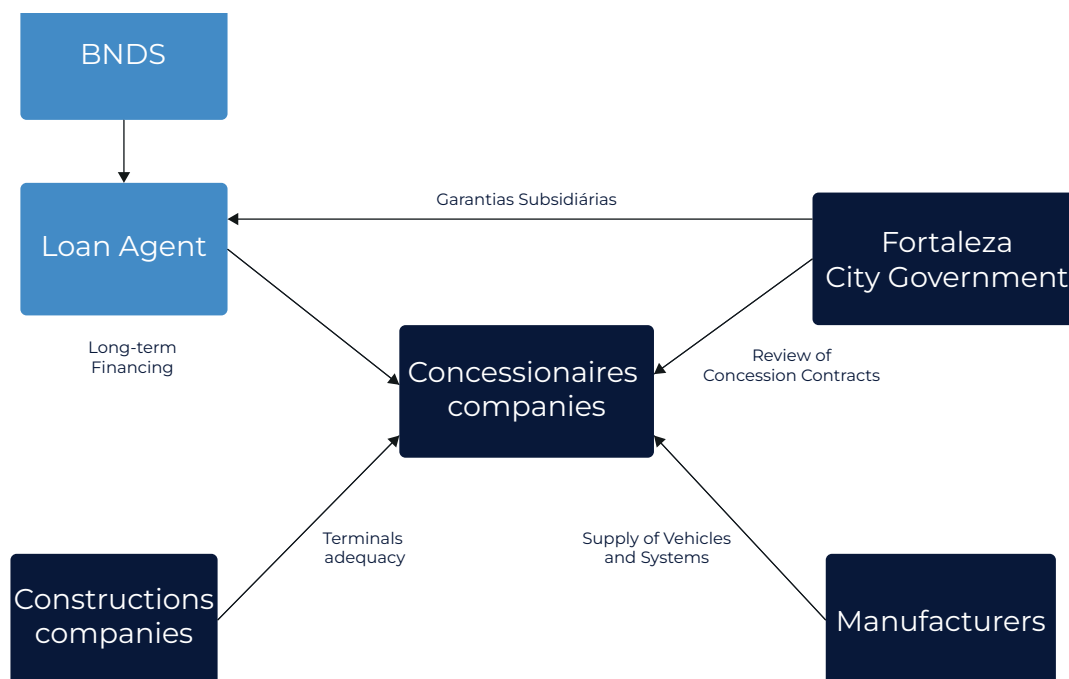 BNDS
Garantias Subsidiárias
Loan Agent
Fortaleza
City Government
Long-term
Financing
Concessionaires
companies
Review of
Concession Contracts
Terminals
adequacy
Supply of Vehicles
and Systems
Constructions
companies
Manufacturers